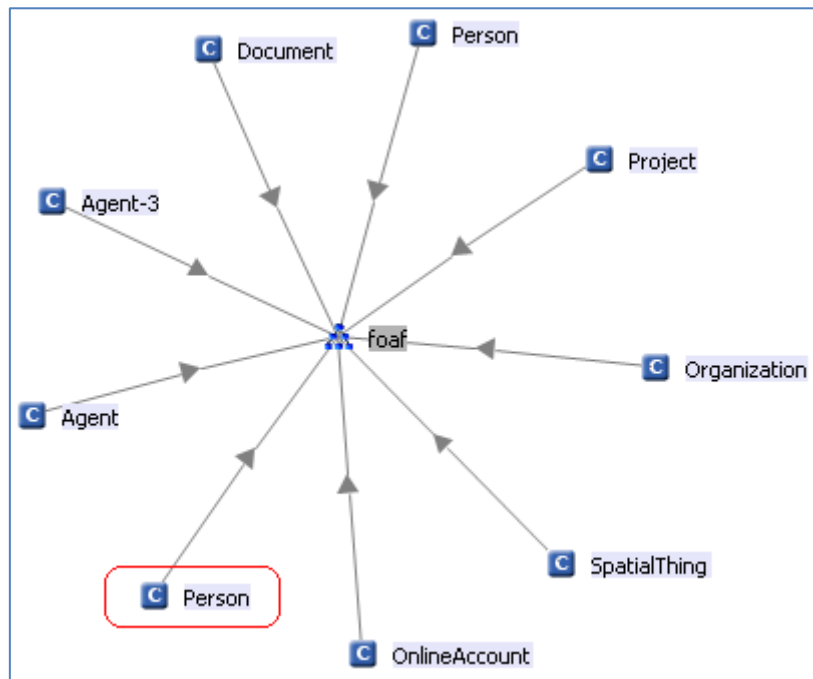 Document
Person
Project
Agent-3
foaf
Organization
Agent
SpatialThing
Person
OnlineAccount